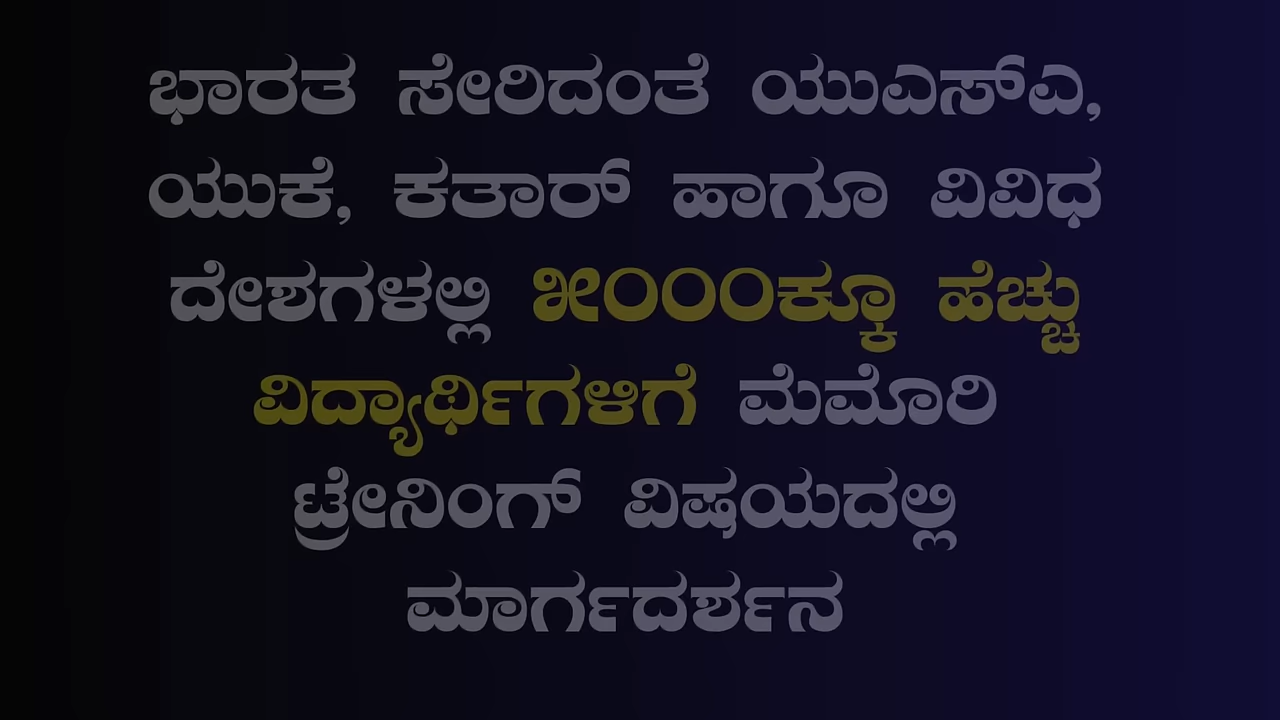 ಭಾರತ ಸೇರಿದಂತೆ ಯುಎಸ್ಎ,
ಯುಕೆ, ಕತಾರ್ ಹಾಗೂ ವಿವಿಧ
ದೇಶಗಳಲ್ಲಿ ೫೦೦೦ಕ್ಕೂ ಹೆಚ್ಚು
ವಿದ್ಯಾರ್ಥಿಗಳಿಗೆ ಮೆಮೊರಿ
ಟ್ರೇನಿಂಗ್ ವಿಷಯದಲ್ಲಿ
ಮಾರ್ಗದರ್ಶನ